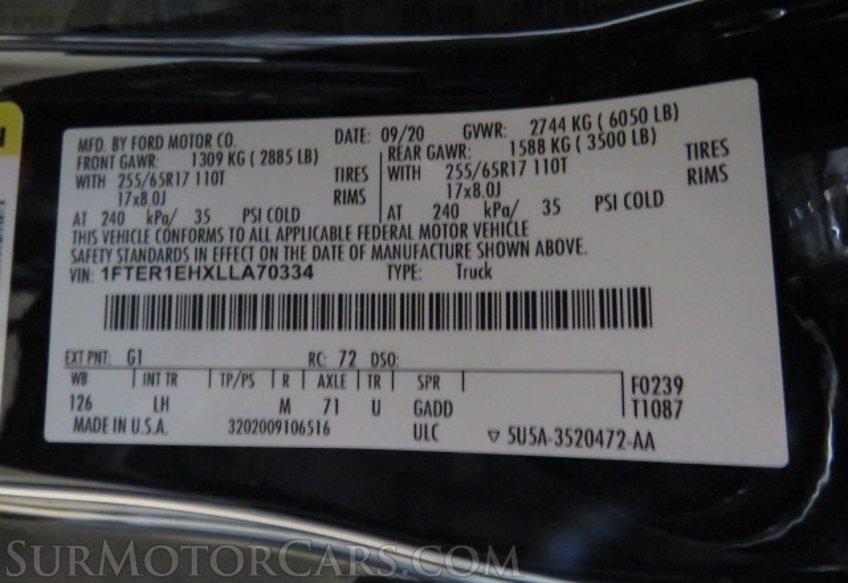 MFD. BY FORD MOTOR CO. DATE: 09/20 GVWR: 2744 KG ( 6050 LB)
FRONT GAWR: 1309 KG ( 2885 LB) REAR GAWR: 1588 KG ( 3500 LB)
WITH 255/65R17 110T TIRES WITH 255/65R17 110T TIRES
17x8.0J RIMS 17x8.0J RIMS
AT 240 kPa/ 35 PSI COLD AT 240 kPa/ 35 PSI COLD
THIS VEHICLE CONFORMS TO ALL APPLICABLE FEDERAL MOTOR VEHICLE
SAFETY STANDARDS IN EFFECT ON THE DATE OF MANUFACTURE SHOWN ABOVE.
VIN: 1FTER1EHXLLA70334 TYPE: Truck
EXT PNT: G1 RC: 72 DSO:
WB INT TR TP/PS R AXLE TR SPR F0239
126 LH M 71 U GADD T1087
MADE IN U.S.A. 3202009106516 ULC ▽ 5U5A-3520472-AA
SURMOTORCARS.COM